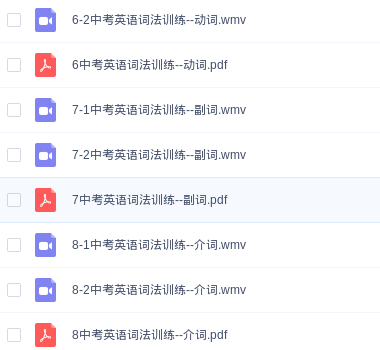 6-2中考英语词法训练--动词.wmv
6中考英语词法训练--动词.pdf
7-1中考英语词法训练--副词.wmv
7-2中考英语词法训练--副词.wmv
7中考英语词法训练--副词.pdf
8-1中考英语词法训练--介词.wmv
8-2中考英语词法训练--介词.wmv
8中考英语词法训练--介词.pdf